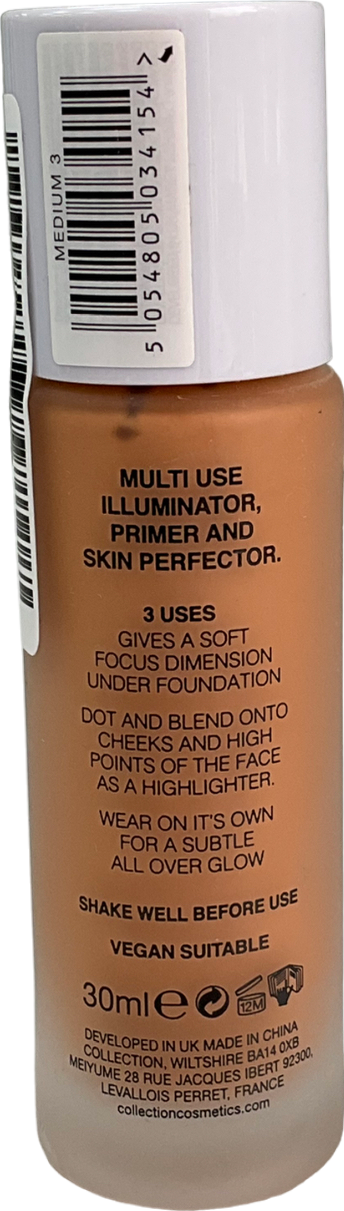 MEDIUM 3
5 054805 034154 >
MULTI USE
ILLUMINATOR,
PRIMER AND
SKIN PERFECTOR.
3 USES
GIVES A SOFT
FOCUS DIMENSION
UNDER FOUNDATION
DOT AND BLEND ONTO
CHEEKS AND HIGH
POINTS OF THE FACE
AS A HIGHLIGHTER.
WEAR ON IT'S OWN
FOR A SUBTLE
ALL OVER GLOW
SHAKE WELL BEFORE USE
VEGAN SUITABLE
30ml e 12M
DEVELOPED IN UK MADE IN CHINA
COLLECTION, WILTSHIRE BA14 0XB
MEIYUME 28 RUE JACQUES IBERT 92300,
LEVALLOIS PERRET, FRANCE
collectioncosmetics.com